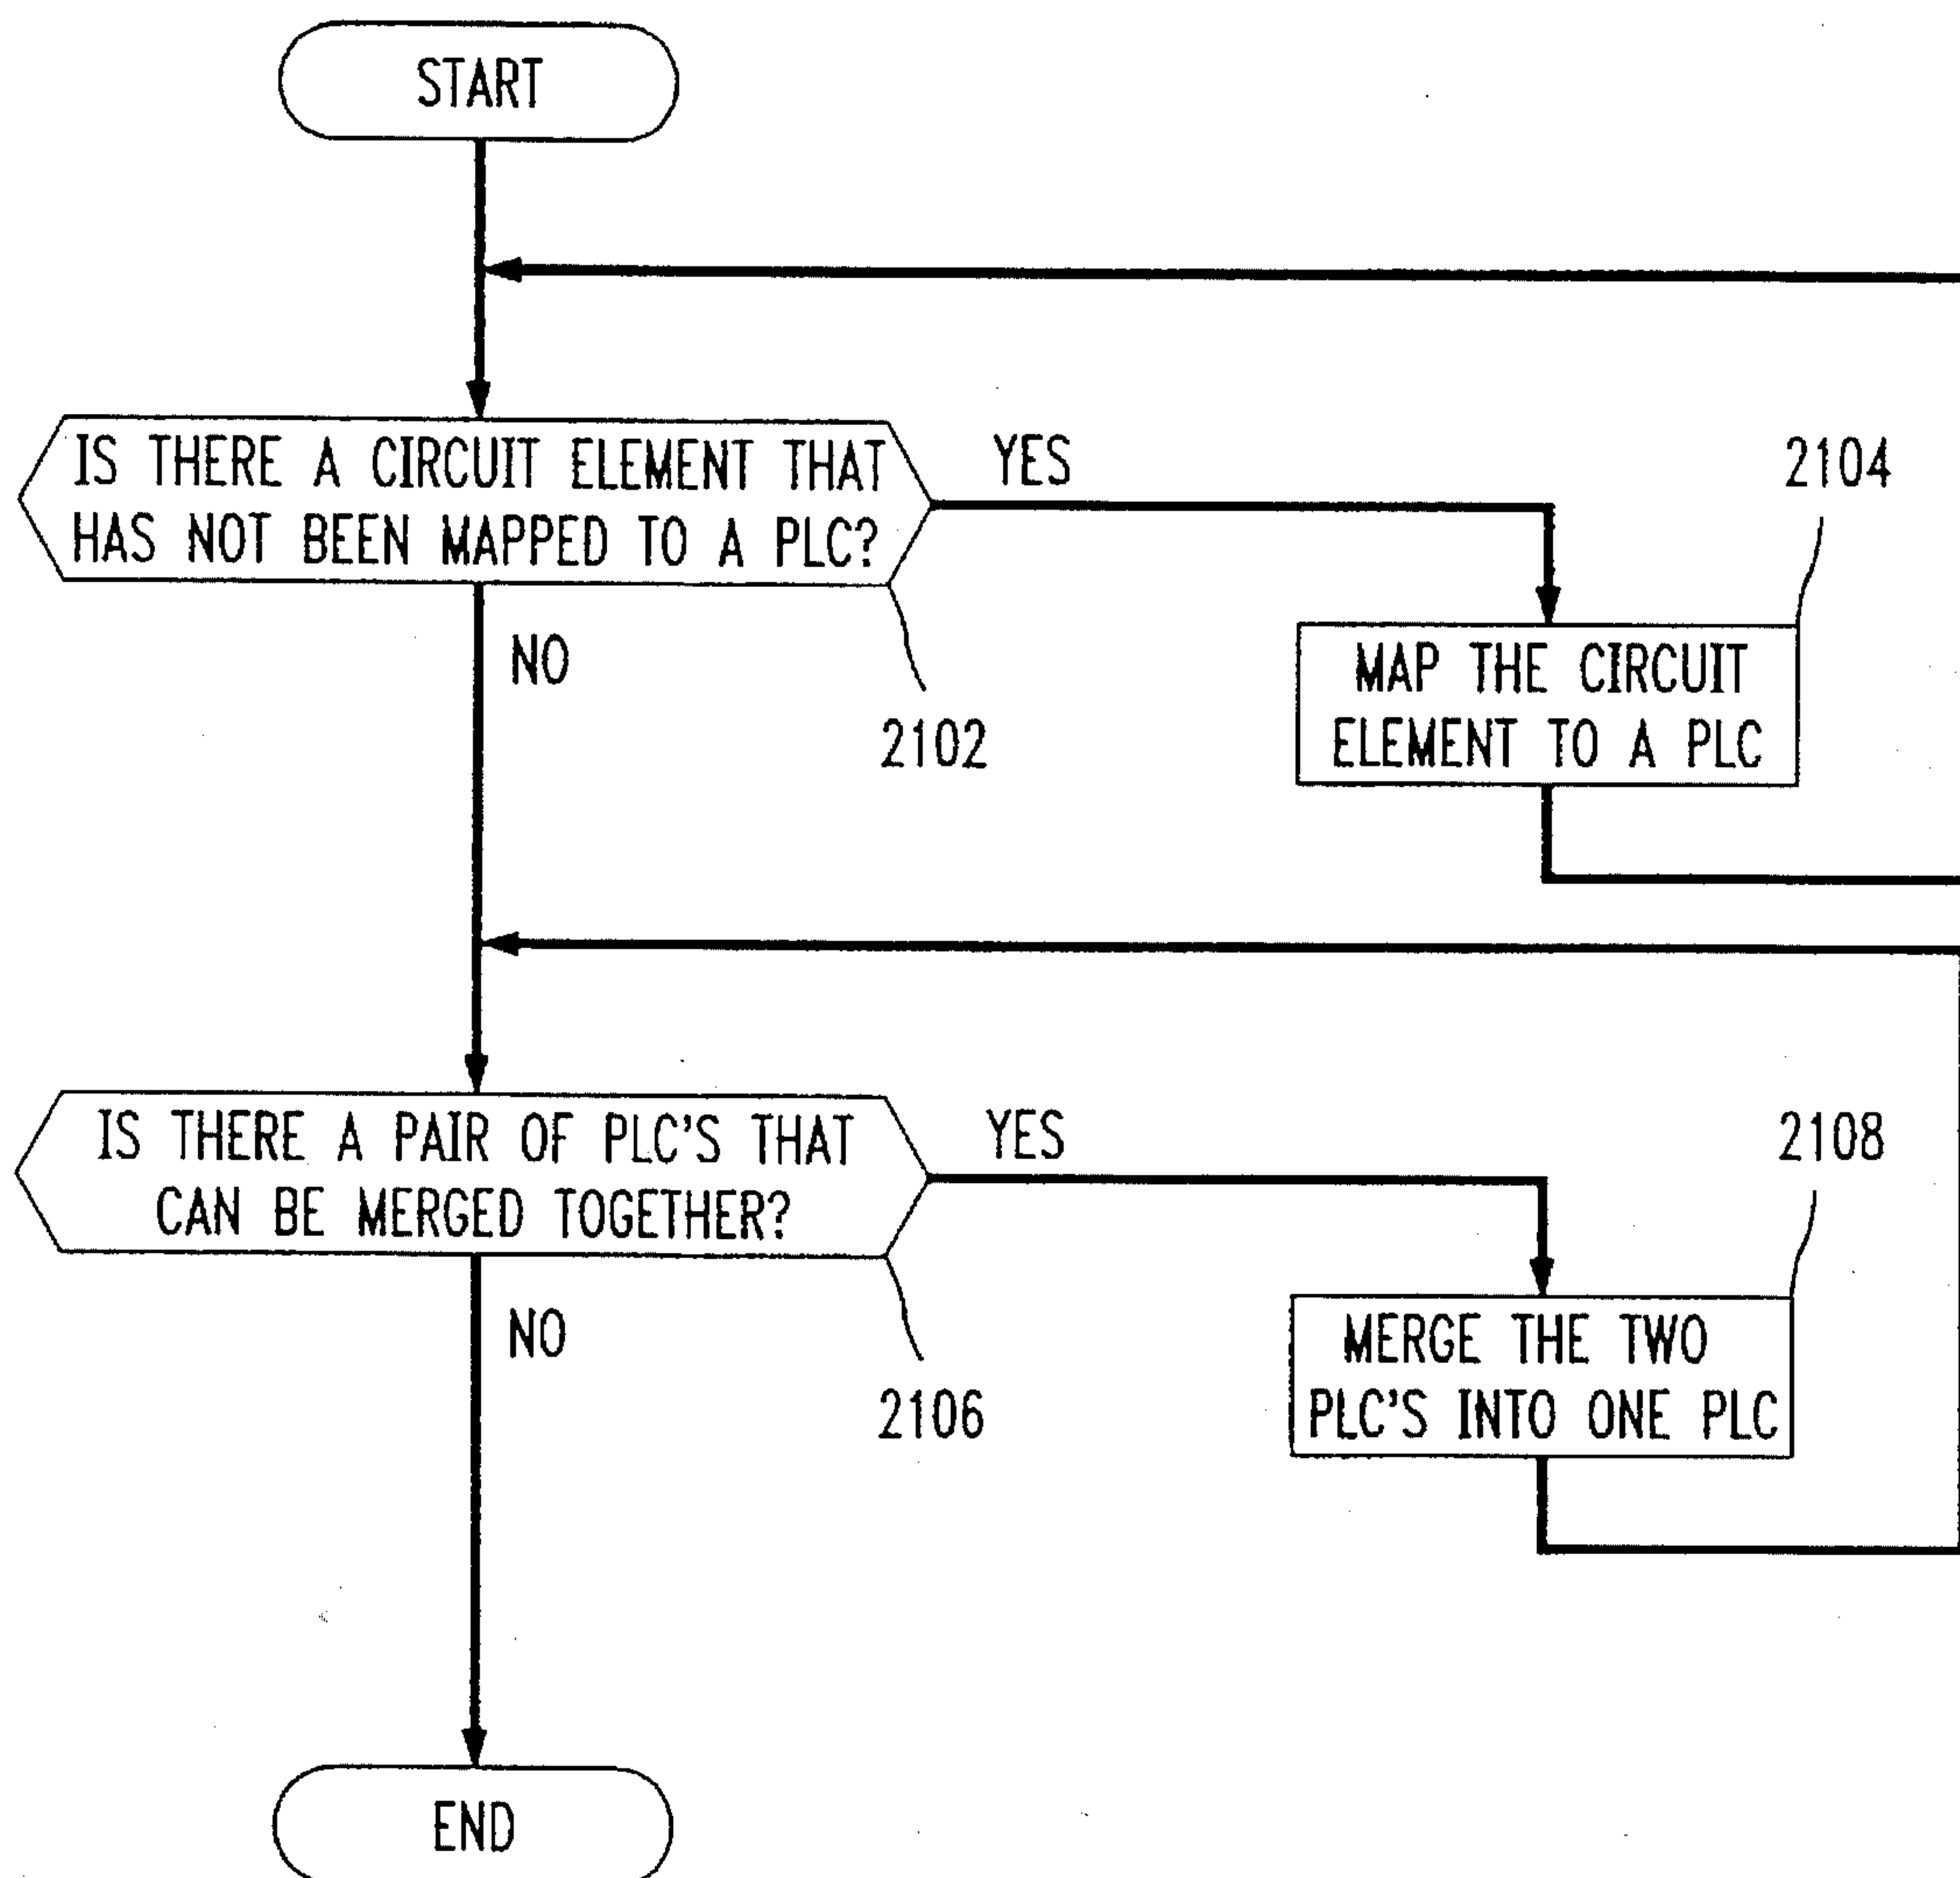 START
IS THERE A CIRCUIT ELEMENT THAT
HAS NOT BEEN MAPPED TO A PLC?
YES
2104
NO
2102
MAP THE CIRCUIT
ELEMENT TO A PLC
IS THERE A PAIR OF PLC'S THAT
CAN BE MERGED TOGETHER?
YES
2108
NO
2106
MERGE THE TWO
PLC'S INTO ONE PLC
END